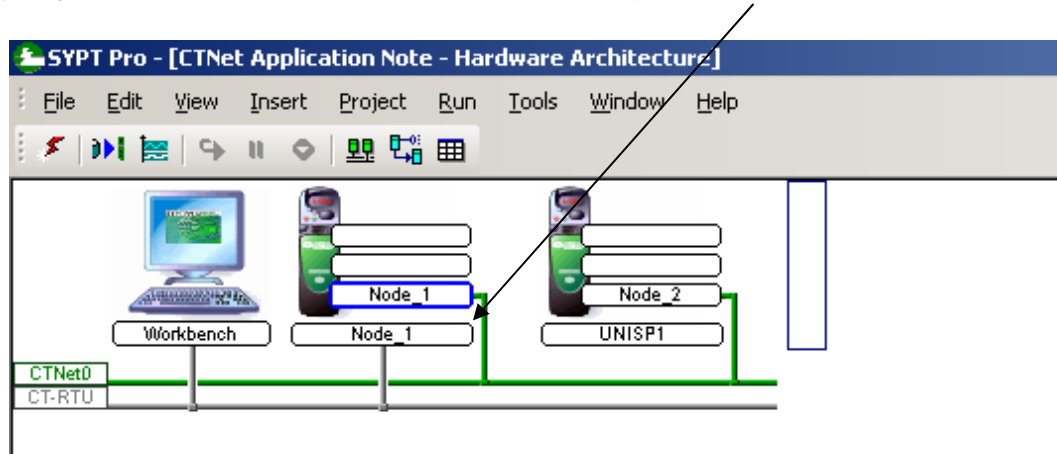 SYPT Pro - [CTNet Application Note - Hardware Architecture]
File Edit View Insert Project Run Tools Window Help
Node_1 Node_2
Workbench Node_1 UNISP1
CTNet0
CT-RTU